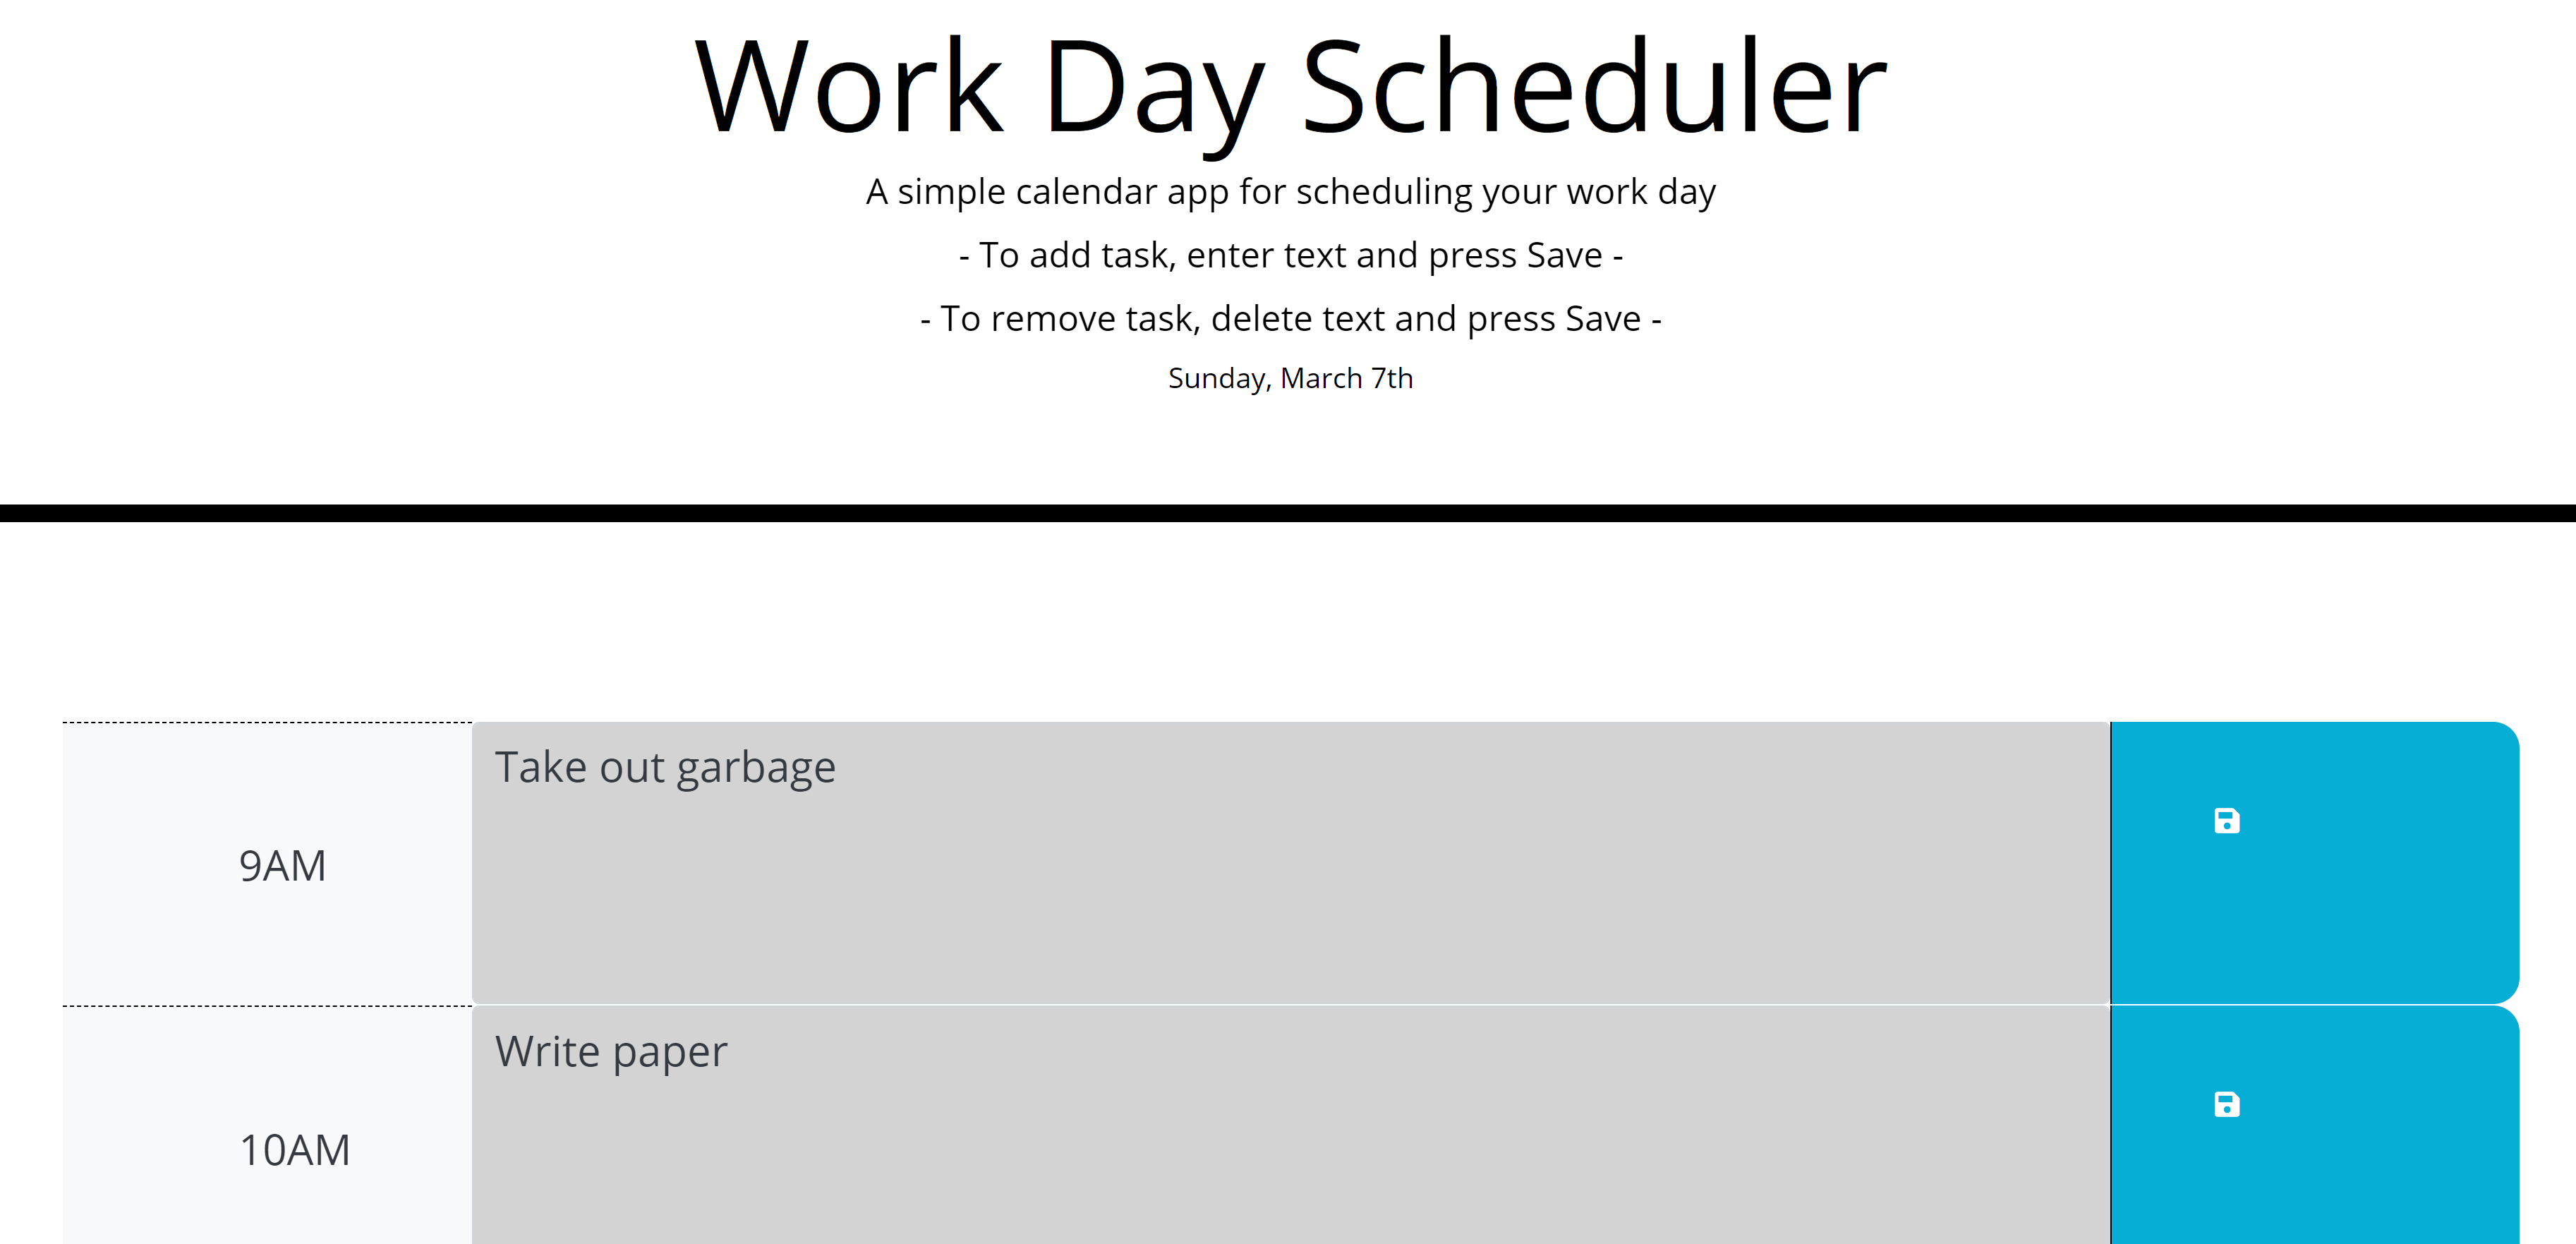 Work Day Scheduler
A simple calendar app for scheduling your work day
- To add task, enter text and press Save -
- To remove task, delete text and press Save -
Sunday, March 7th
Take out garbage
9AM
Write paper
10AM